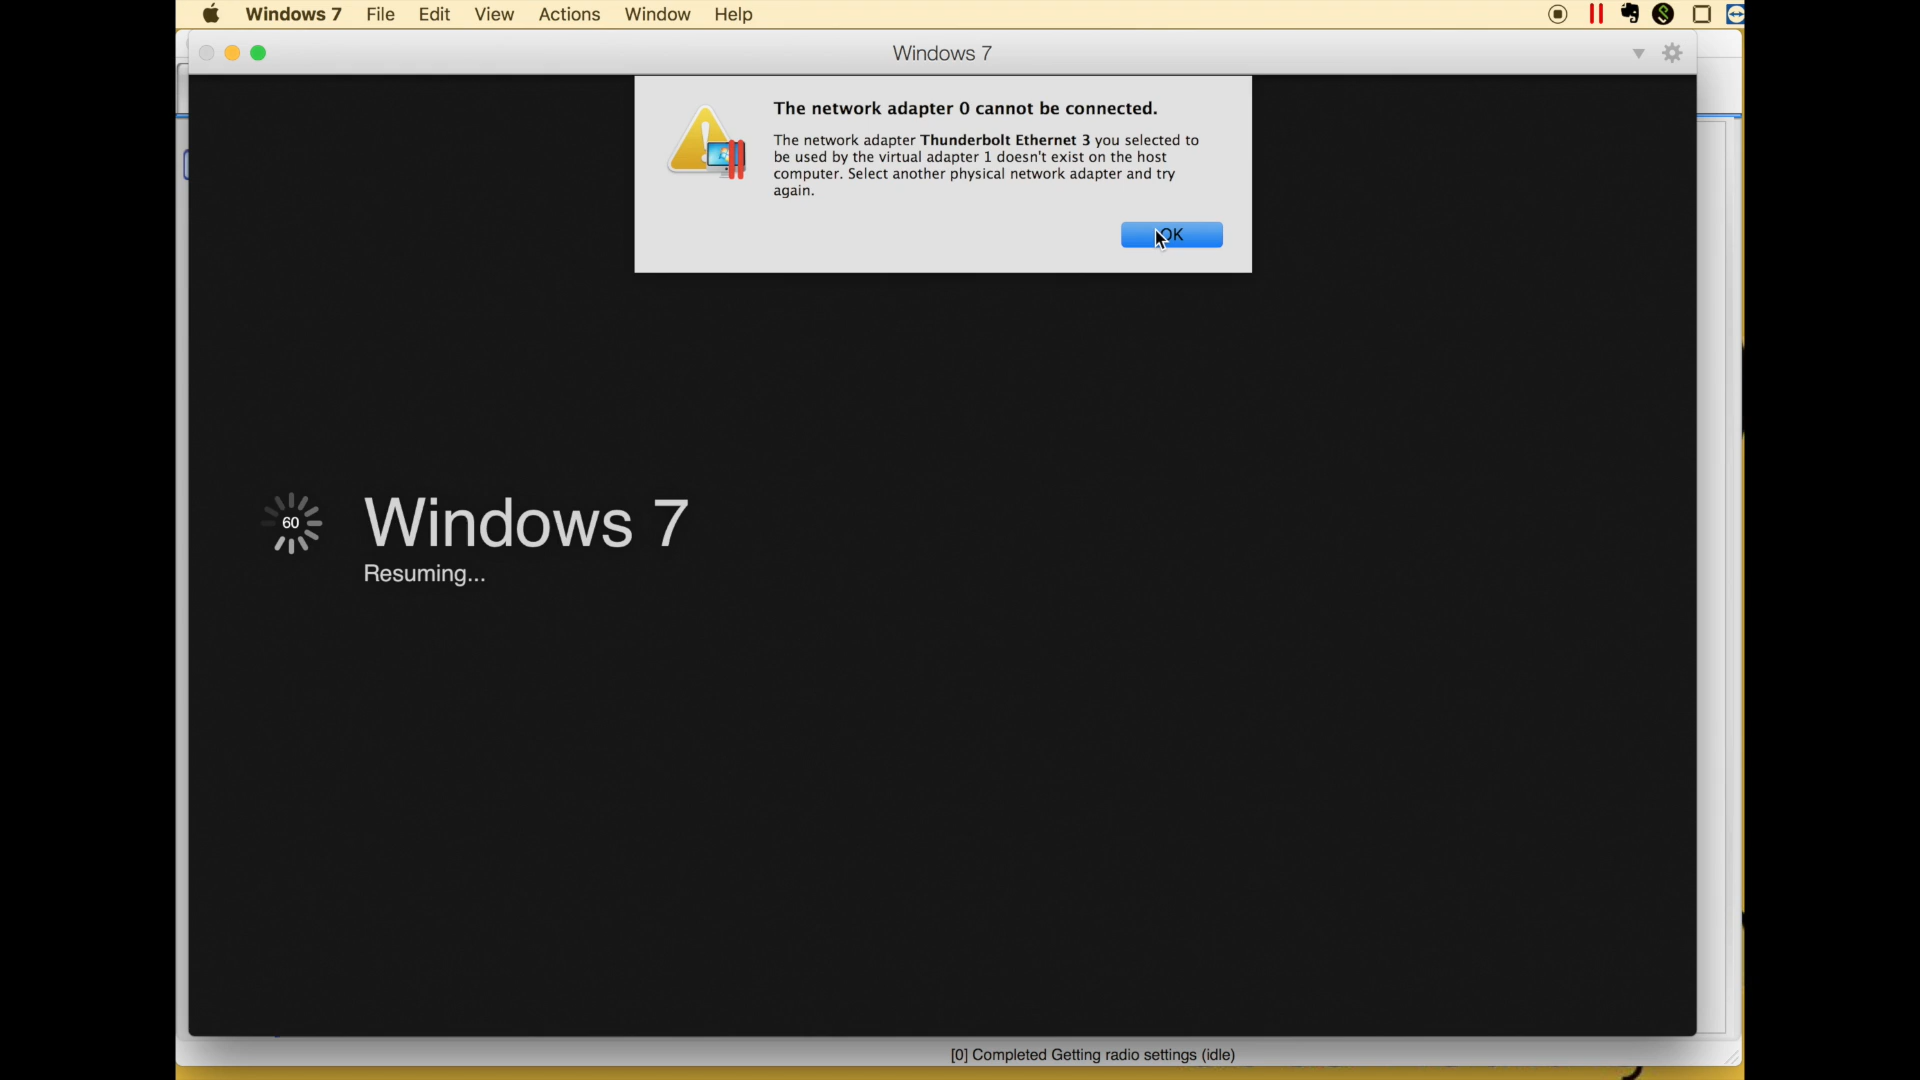 Windows 7 File Edit View Actions Window Help
Windows 7
The network adapter 0 cannot be connected.
The network adapter Thunderbolt Ethernet 3 you selected to
be used by the virtual adapter 1 doesn't exist on the host
computer. Select another physical network adapter and try
again.
OK
60
Windows 7
Resuming...
[0] Completed Getting radio settings (idle)